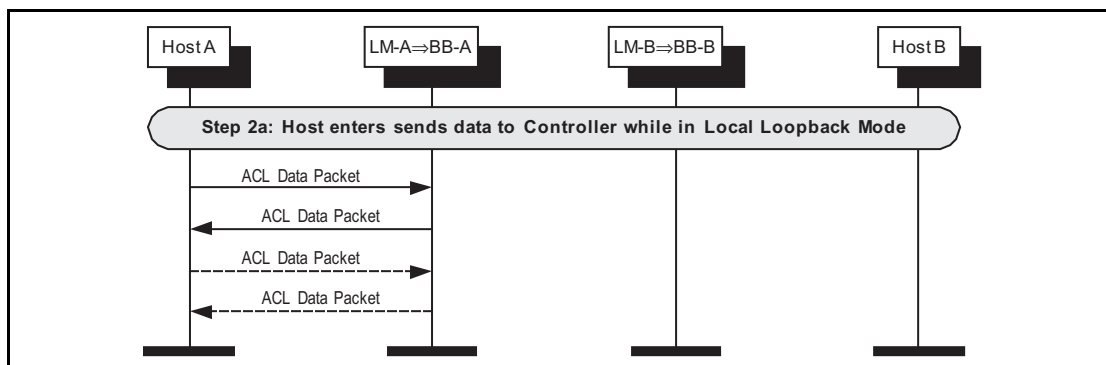 Host A
LM-A⇒BB-A
LM-B⇒BB-B
Host B
Step 2a: Host enters sends data to Controller while in Local Loopback Mode
ACL Data Packet
ACL Data Packet
ACL Data Packet
ACL Data Packet